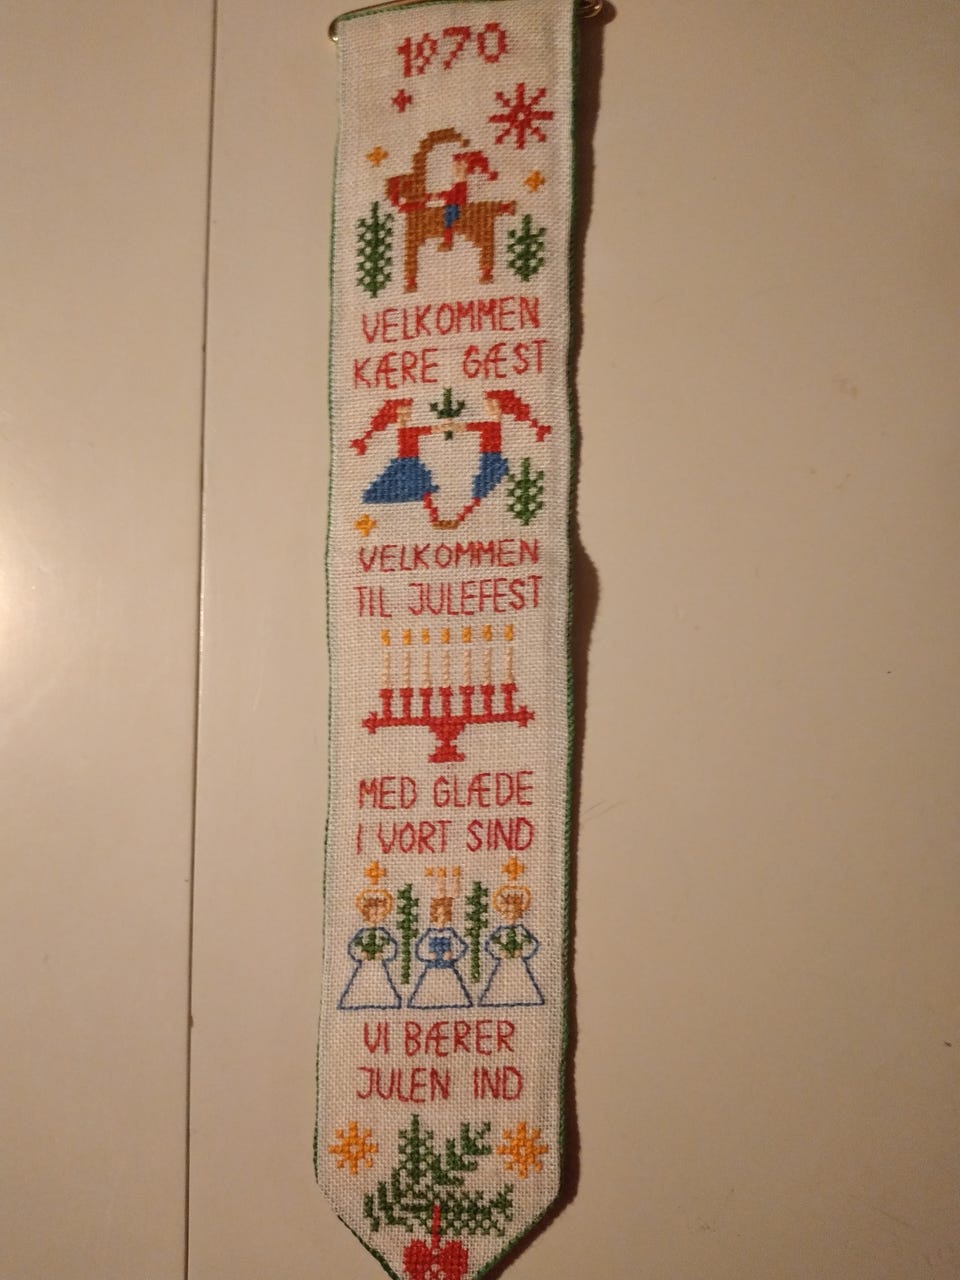 1970
VELKOMMEN
KÆRE GÆST
VELKOMMEN
TIL JULEFEST
MED GLÆDE
I VORT SIND
VI BÆRER
JULEN IND